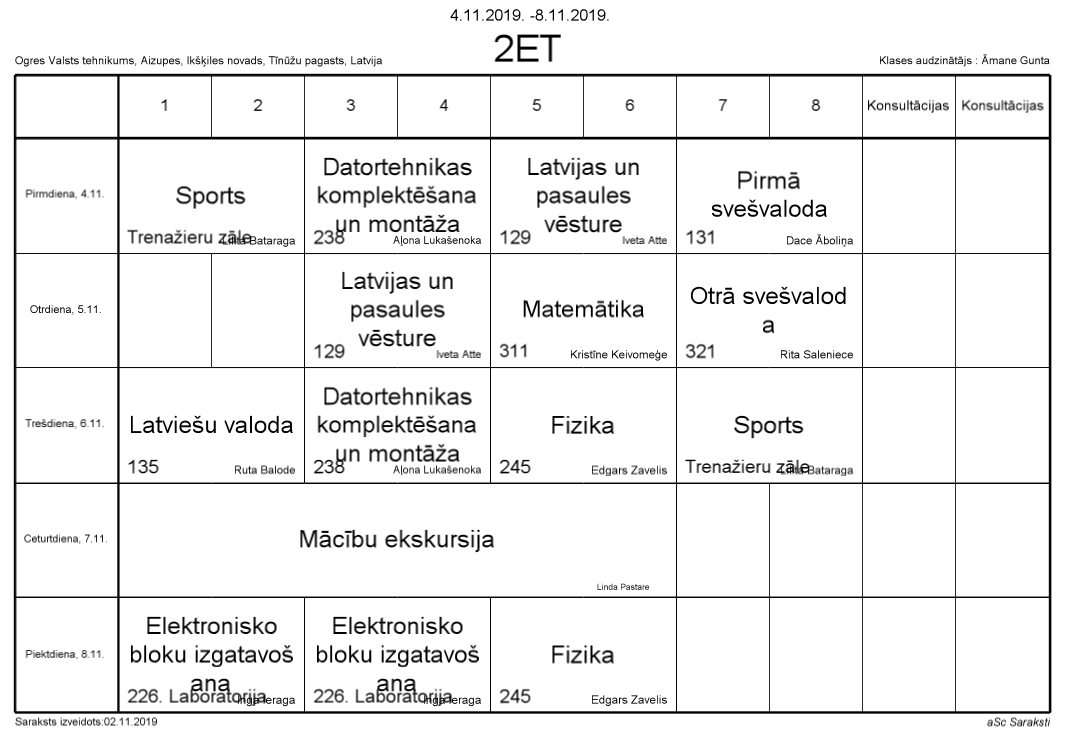 4.11.2019. -8.11.2019.
2ET
Ogres Valsts tehnikums, Aizupes, Ikšķiles novads, Tīnūžu pagasts, Latvija
Klases audzinātājs : Āmane Gunta
1 2 3 4 5 6 7 8 Konsultācijas Konsultācijas
Pirmdiena, 4.11.
Sports
Trenažieru zāle Lilita Bataraga
Datortehnikas
komplektēšana
un montāža
238 Aļona Lukašenoka
Latvijas un
pasaules
vēsture
129 Iveta Atte
Pirmā
svešvaloda
131 Dace Āboliņa
Otrdiena, 5.11.
Latvijas un
pasaules
vēsture
129 Iveta Atte
Matemātika
311 Kristīne Keivomeģe
Otrā svešvalod
a
321 Rita Saleniece
Trešdiena, 6.11.
Latviešu valoda
135 Ruta Balode
Datortehnikas
komplektēšana
un montāža
238 Aļona Lukašenoka
Fizika
245 Edgars Zavelis
Sports
Trenažieru zāle Lilita Bataraga
Ceturtdiena, 7.11.
Mācību ekskursija
Linda Pastare
Piektdiena, 8.11.
Elektronisko
bloku izgatavoš
ana
226. Laboratorija Inga Ieraga
Elektronisko
bloku izgatavoš
ana
226. Laboratorija Inga Ieraga
Fizika
245 Edgars Zavelis
Saraksts izveidots:02.11.2019
aSc Saraksti